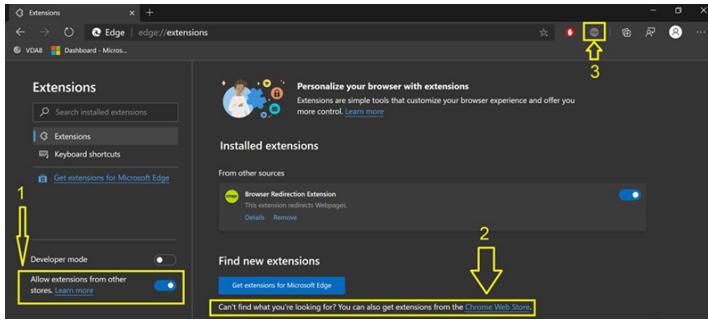 Extensions
Edge edge://extensions
VDAB Dashboard - Micros...
3
Extensions
Search installed extensions
Extensions
Keyboard shortcuts
Get extensions for Microsoft Edge
1
Developer mode
Allow extensions from other
stores. Learn more
Personalize your browser with extensions
Extensions are simple tools that customize your browser experience and offer you
more control. Learn more
Installed extensions
From other sources
Browser Redirection Extension
This extension redirects Webpages.
Details Remove
2
Find new extensions
Get extensions for Microsoft Edge
Can't find what you're looking for? You can also get extensions from the Chrome Web Store.